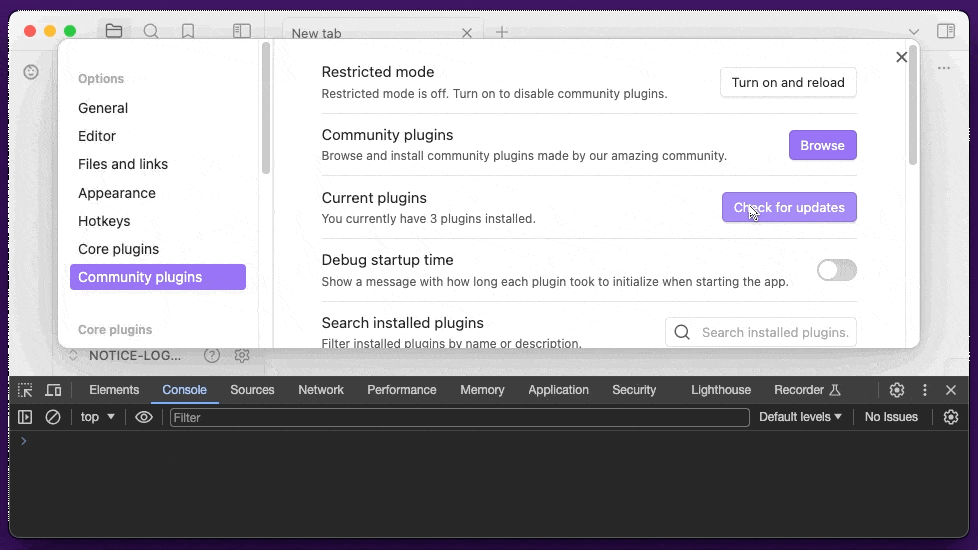 New tab
Options
General
Editor
Files and links
Appearance
Hotkeys
Core plugins
Community plugins
Core plugins
NOTICE-LOG...
Restricted mode
Restricted mode is off. Turn on to disable community plugins.
Turn on and reload
Community plugins
Browse and install community plugins made by our amazing community.
Browse
Current plugins
You currently have 3 plugins installed.
Check for updates
Debug startup time
Show a message with how long each plugin took to initialize when starting the app.
Search installed plugins
Filter installed plugins by name or description.
Search installed plugins.
Elements Console Sources Network Performance Memory Application Security Lighthouse Recorder
top Filter Default levels No Issues